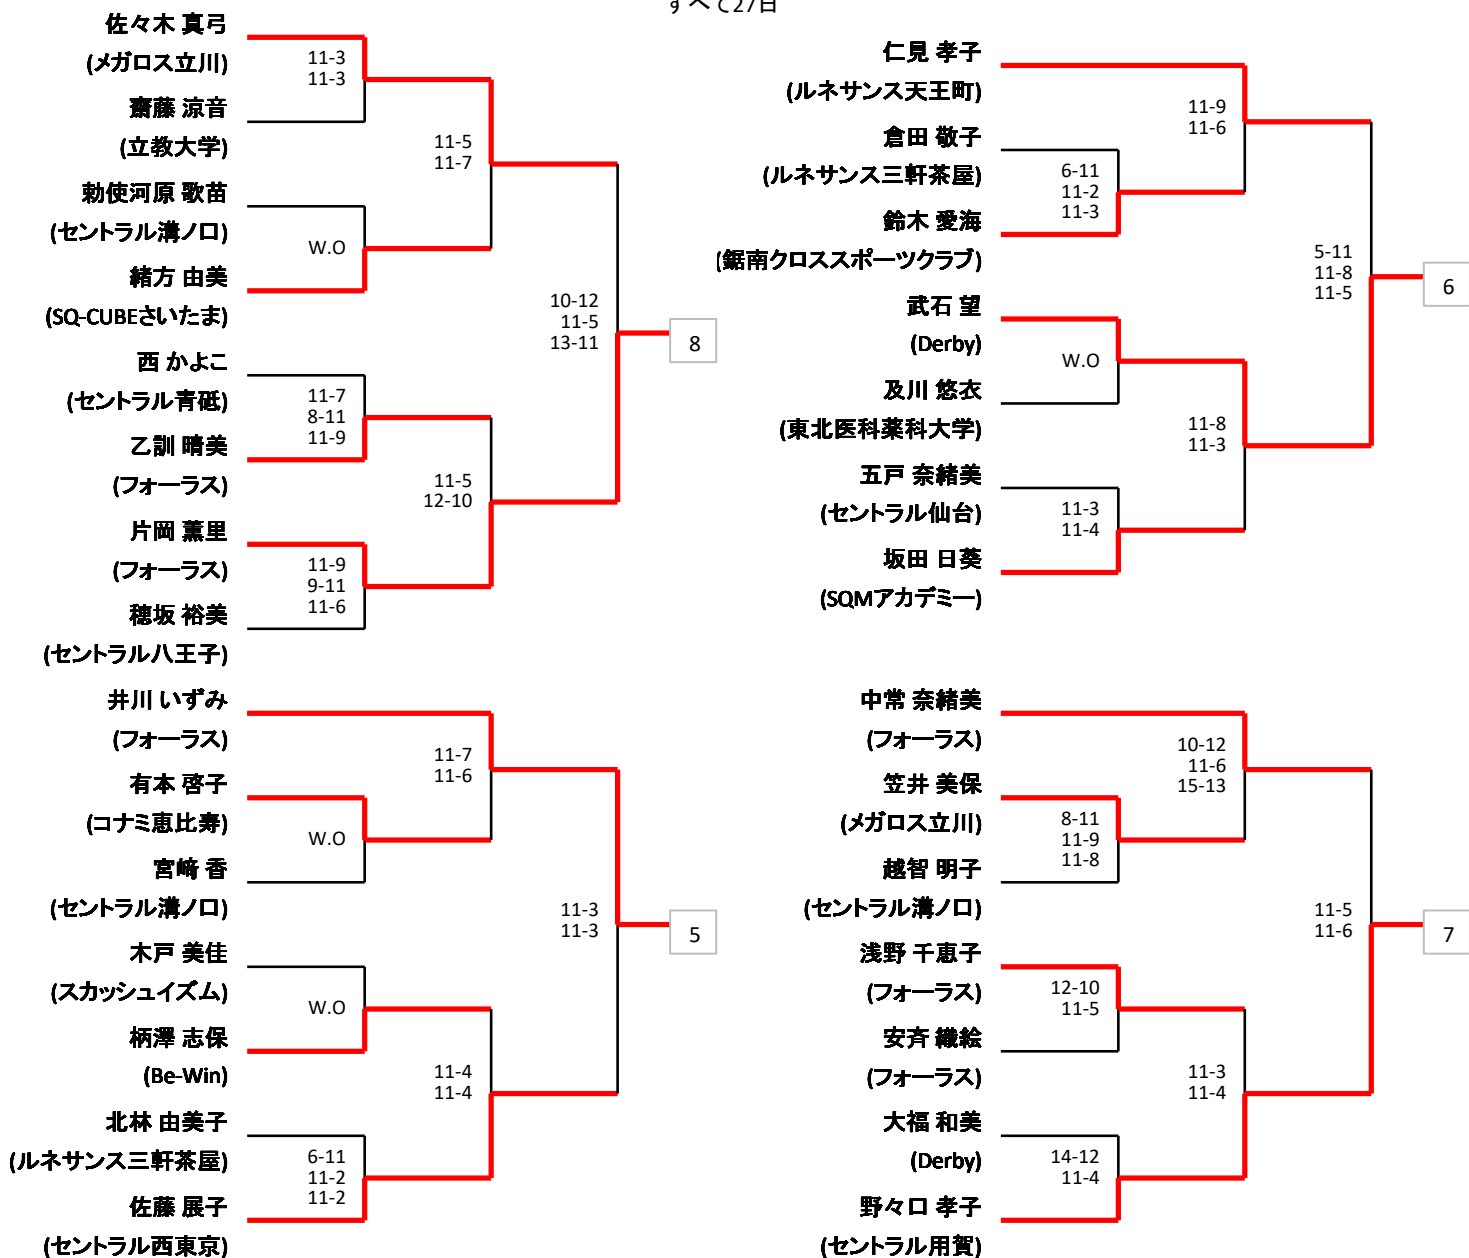 すべて27日
佐々木 真弓
(メガロス立川)
11-3
11-3
齋藤 涼音
(立教大学)
11-5
11-7
勅使河原 歌苗
(セントラル溝ノ口)
W.O
緒方 由美
(SQ-CUBEさいたま)
10-12
11-5
13-11
8
西 かよこ
(セントラル青砥)
11-7
8-11
11-9
乙訓 晴美
(フォーラス)
11-5
12-10
片岡 薫里
(フォーラス)
11-9
9-11
11-6
穂坂 裕美
(セントラル八王子)
仁見 孝子
(ルネサンス天王町)
11-9
11-6
倉田 敬子
(ルネサンス三軒茶屋)
6-11
11-2
11-3
鈴木 愛海
(鋸南クロススポーツクラブ)
5-11
11-8
11-5
6
武石 望
(Derby)
W.O
及川 悠衣
(東北医科薬科大学)
11-8
11-3
五戸 奈緒美
(セントラル仙台)
11-3
11-4
坂田 日葵
(SQMアカデミー)
井川 いずみ
(フォーラス)
11-7
11-6
有本 啓子
(コナミ恵比寿)
W.O
宮﨑 香
(セントラル溝ノ口)
11-3
11-3
5
木戸 美佳
(スカッシュイズム)
W.O
柄澤 志保
(Be-Win)
11-4
11-4
北林 由美子
(ルネサンス三軒茶屋)
6-11
11-2
11-2
佐藤 展子
(セントラル西東京)
中常 奈緒美
(フォーラス)
10-12
11-6
15-13
笠井 美保
(メガロス立川)
8-11
11-9
11-8
越智 明子
(セントラル溝ノ口)
11-5
11-6
7
浅野 千恵子
(フォーラス)
12-10
11-5
安斉 織絵
(フォーラス)
11-3
11-4
大福 和美
(Derby)
14-12
11-4
野々口 孝子
(セントラル用賀)